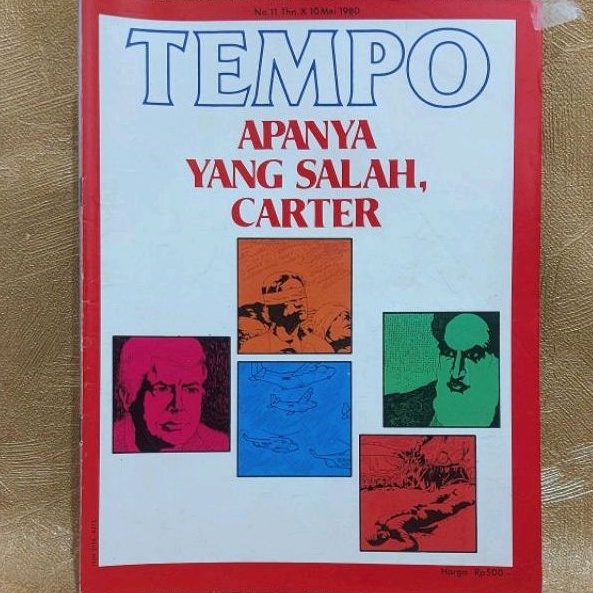 No. 11 Thn. X 10 Mei 1980
TEMPO
APANYA
YANG SALAH,
CARTER
Harga Rp500.-